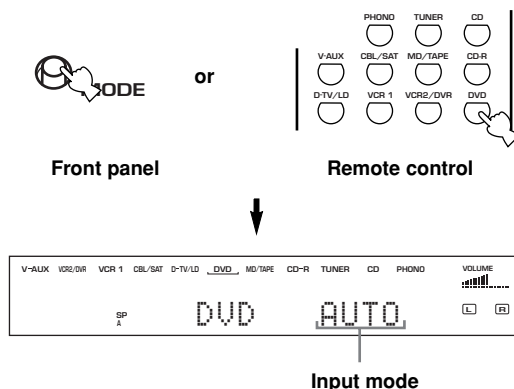 PHONO TUNER CD
V-AUX CBL/SAT MD/TAPE CD-R
MODE or
D-TV/LD VCR 1 VCR2/DVR DVD
Front panel Remote control
V-AUX VCR2/DVR VCR 1 CBL/SAT D-TV/LD DVD MD/TAPE CD-R TUNER CD PHONO VOLUME
SP
A
DVD AUTO L R
Input mode